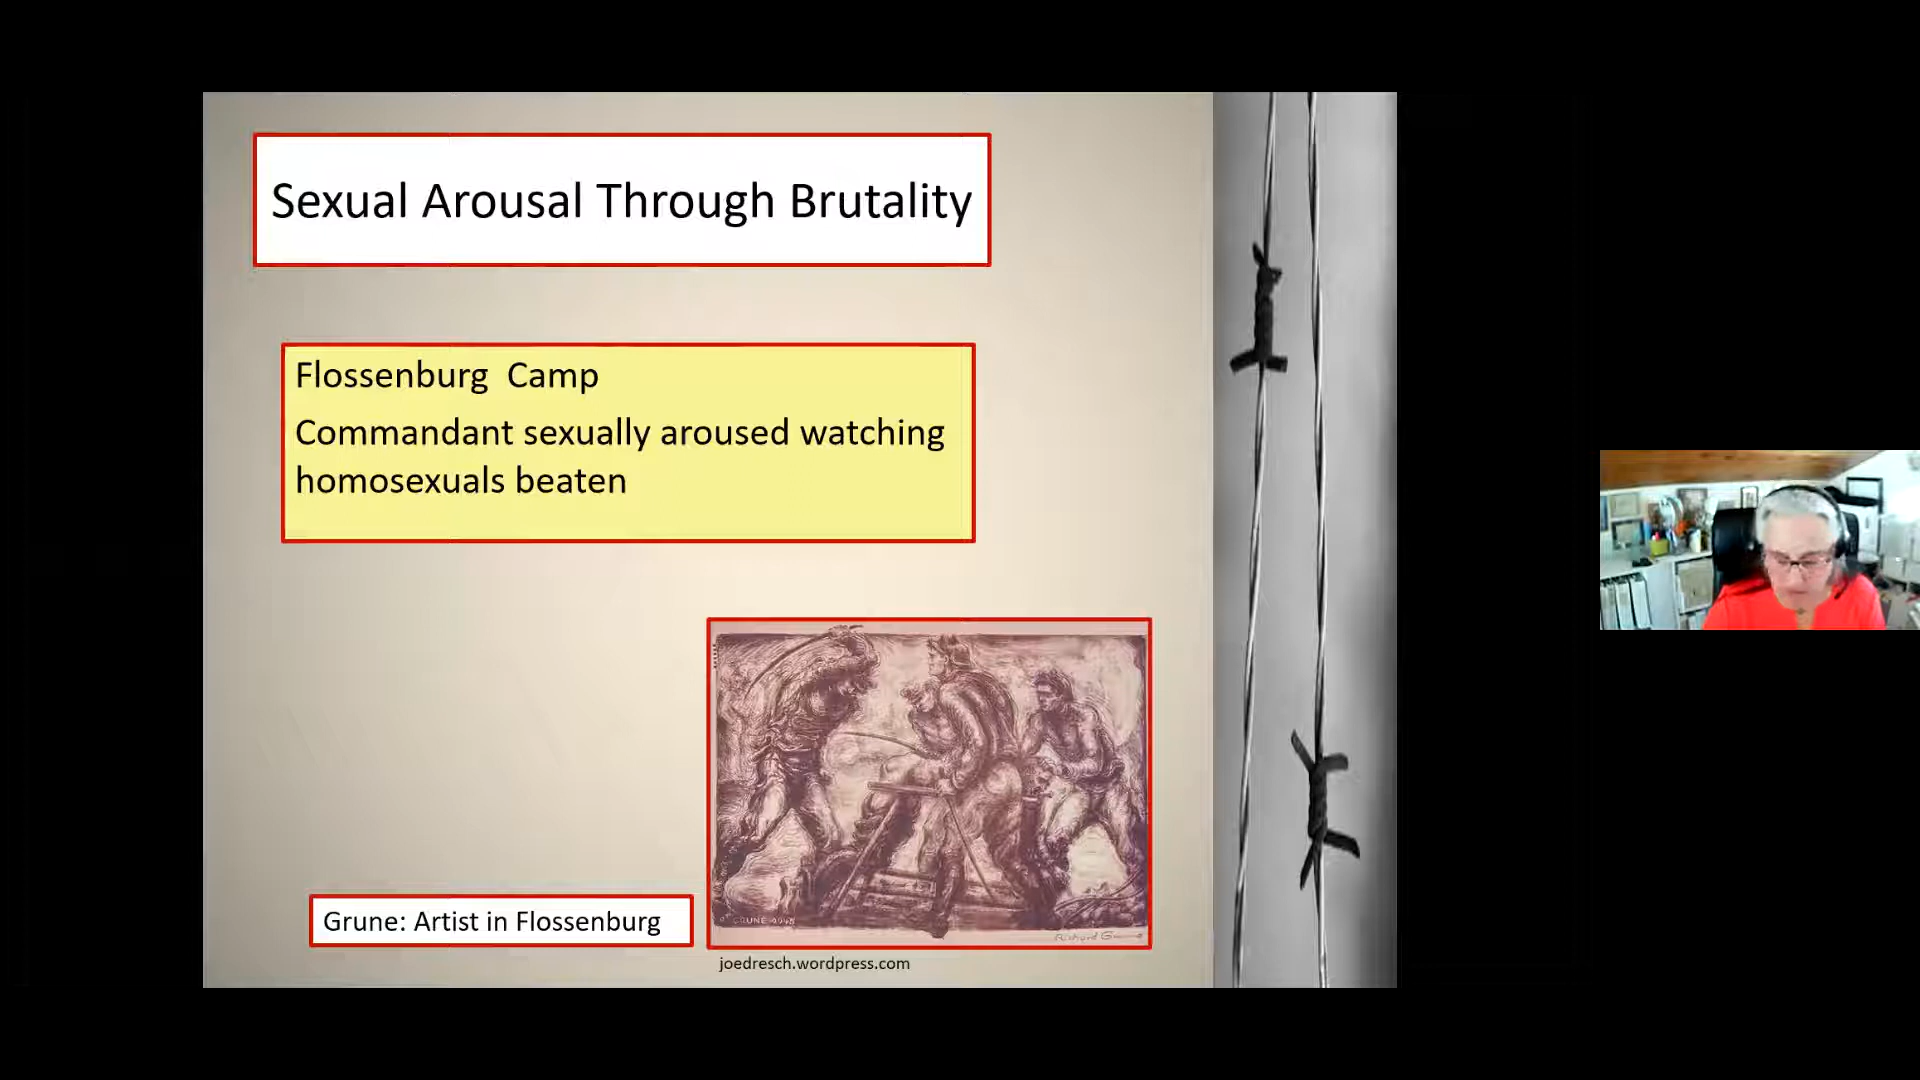 Sexual Arousal Through Brutality
Flossenburg Camp
Commandant sexually aroused watching
homosexuals beaten
Grune: Artist in Flossenburg
joedresch.wordpress.com